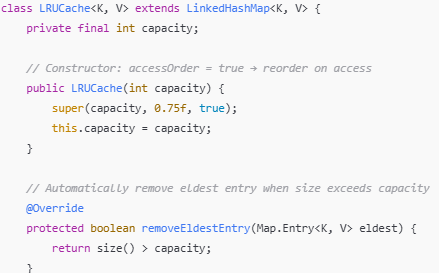 class LRUCache<K, V> extends LinkedHashMap<K, V> {
    private final int capacity;

    // Constructor: accessOrder = true → reorder on access
    public LRUCache(int capacity) {
        super(capacity, 0.75f, true);
        this.capacity = capacity;
    }

    // Automatically remove eldest entry when size exceeds capacity
    @Override
    protected boolean removeEldestEntry(Map.Entry<K, V> eldest) {
        return size() > capacity;
    }